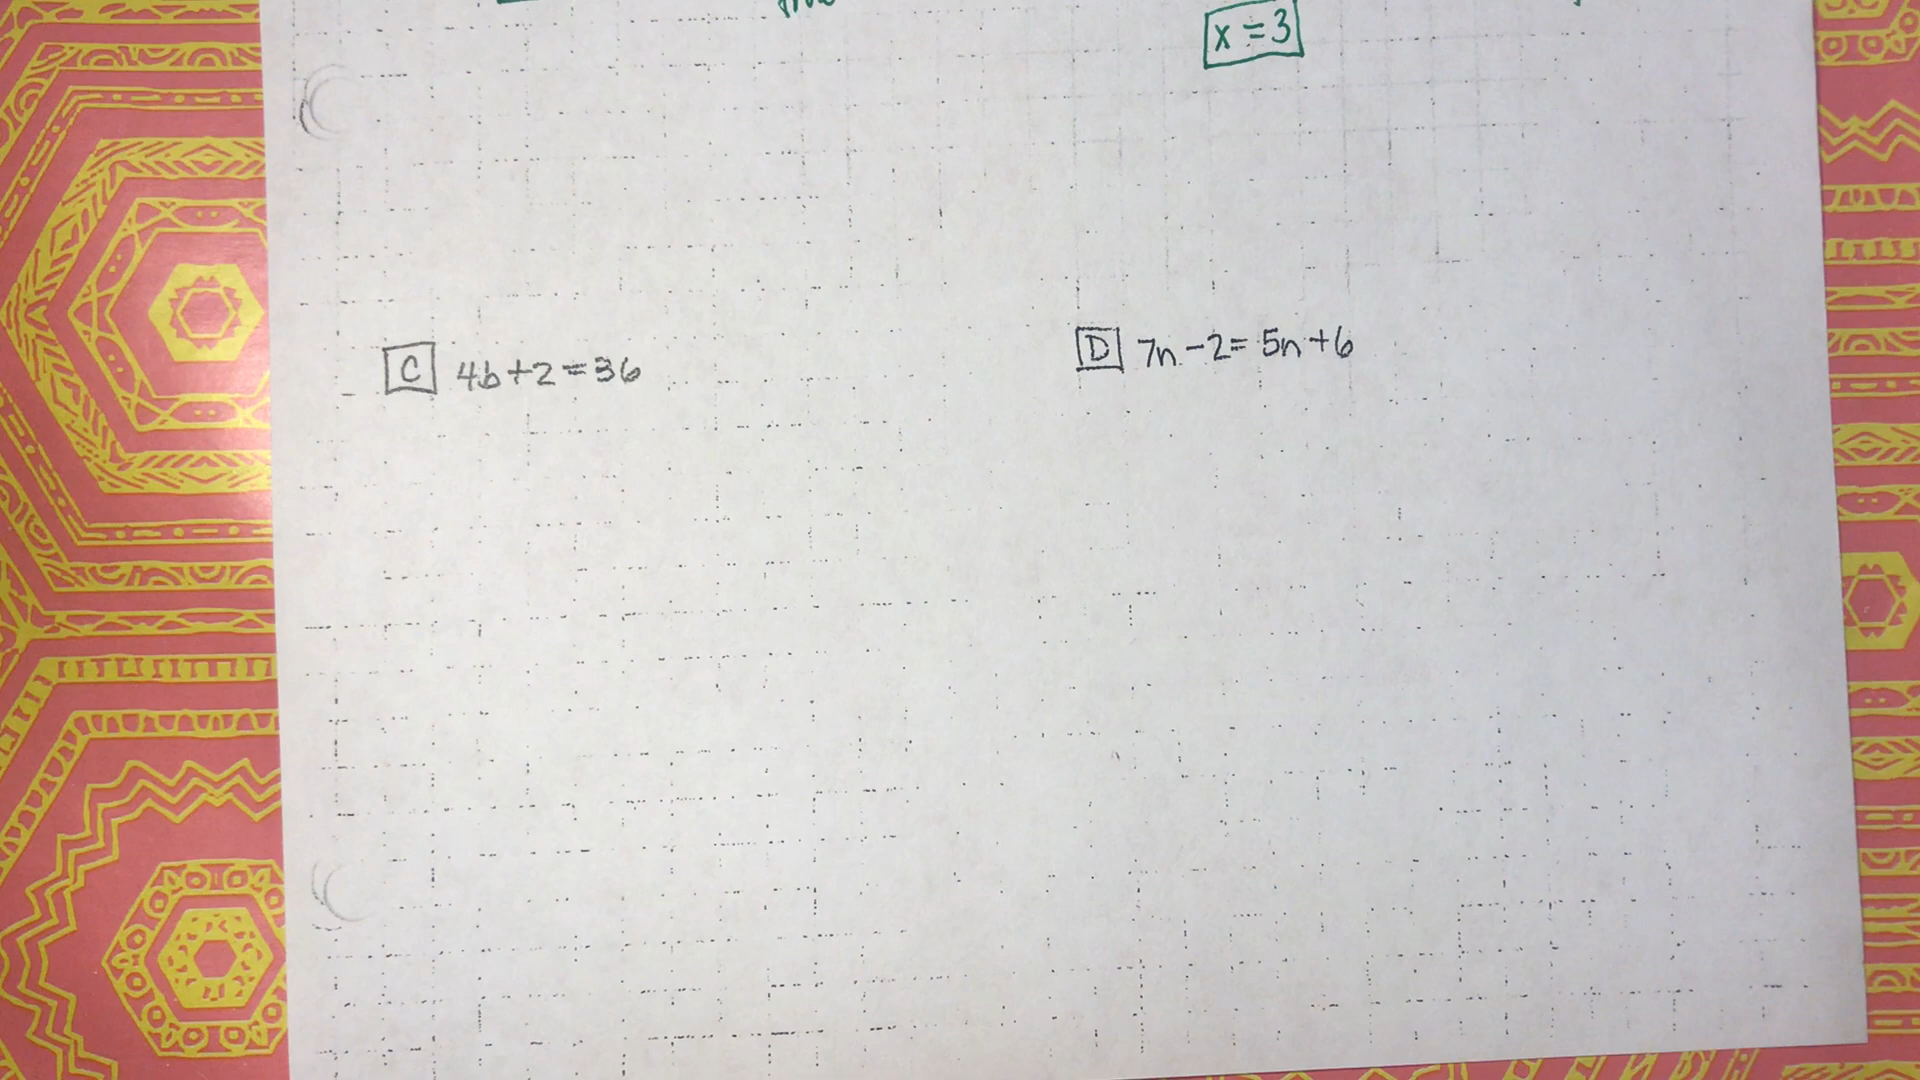 x = 3
C 4b + 2 = 36
D 7n - 2 = 5n + 6